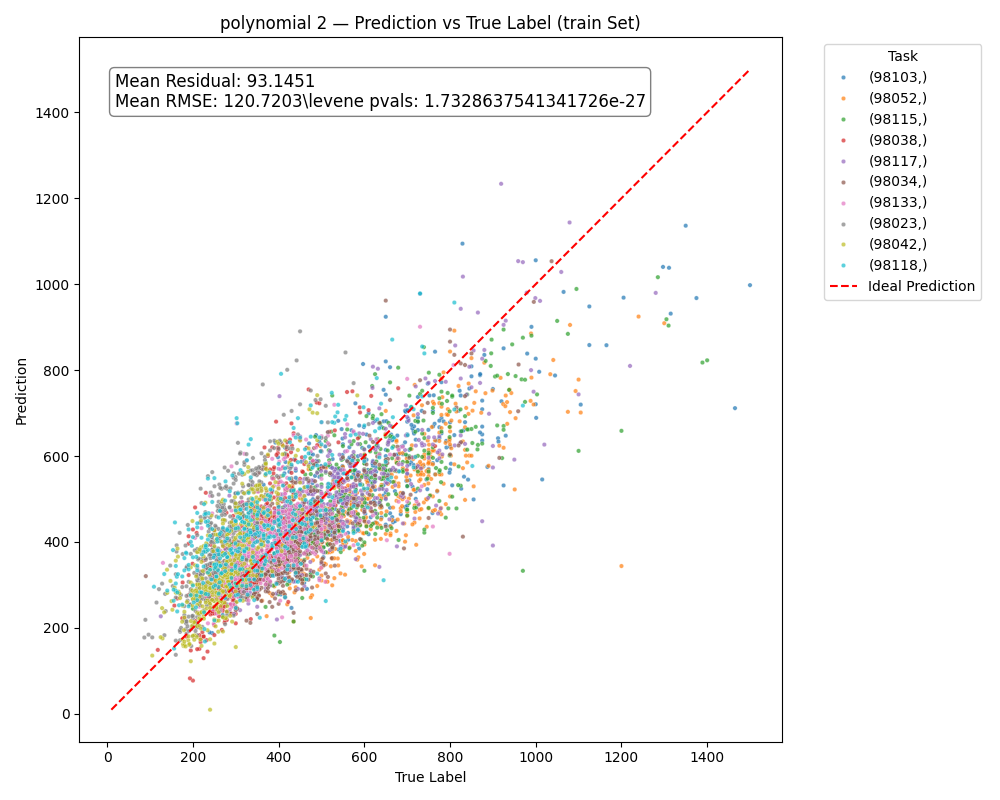 polynomial 2 — Prediction vs True Label (train Set)
Mean Residual: 93.1451
Mean RMSE: 120.7203\levene pvals: 1.7328637541341726e-27
Task
(98103,)
(98052,)
(98115,)
(98038,)
(98117,)
(98034,)
(98133,)
(98023,)
(98042,)
(98118,)
Ideal Prediction
Prediction
1400
1200
1000
800
600
400
200
0
0 200 400 600 800 1000 1200 1400
True Label